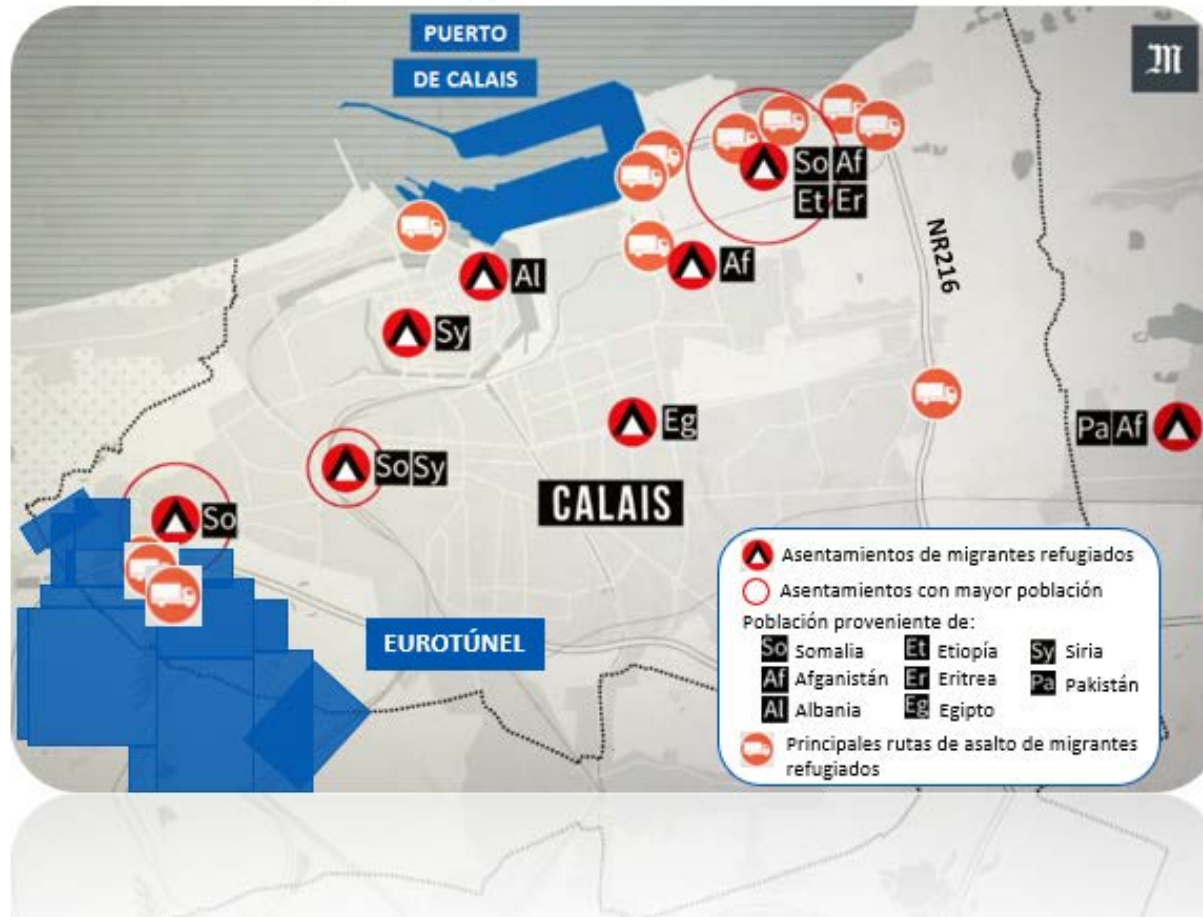 PUERTO
DE CALAIS
M
So Af
Et Er
NR216
Al
Af
Sy
Eg
Pa Af
So Sy
So
CALAIS
EUROTÚNEL
Asentamientos de migrantes refugiados
Asentamientos con mayor población
Población proveniente de:
So Somalia Et Etiopía Sy Siria
Af Afganistán Er Eritrea Pa Pakistán
Al Albania Eg Egipto
Principales rutas de asalto de migrantes
refugiados